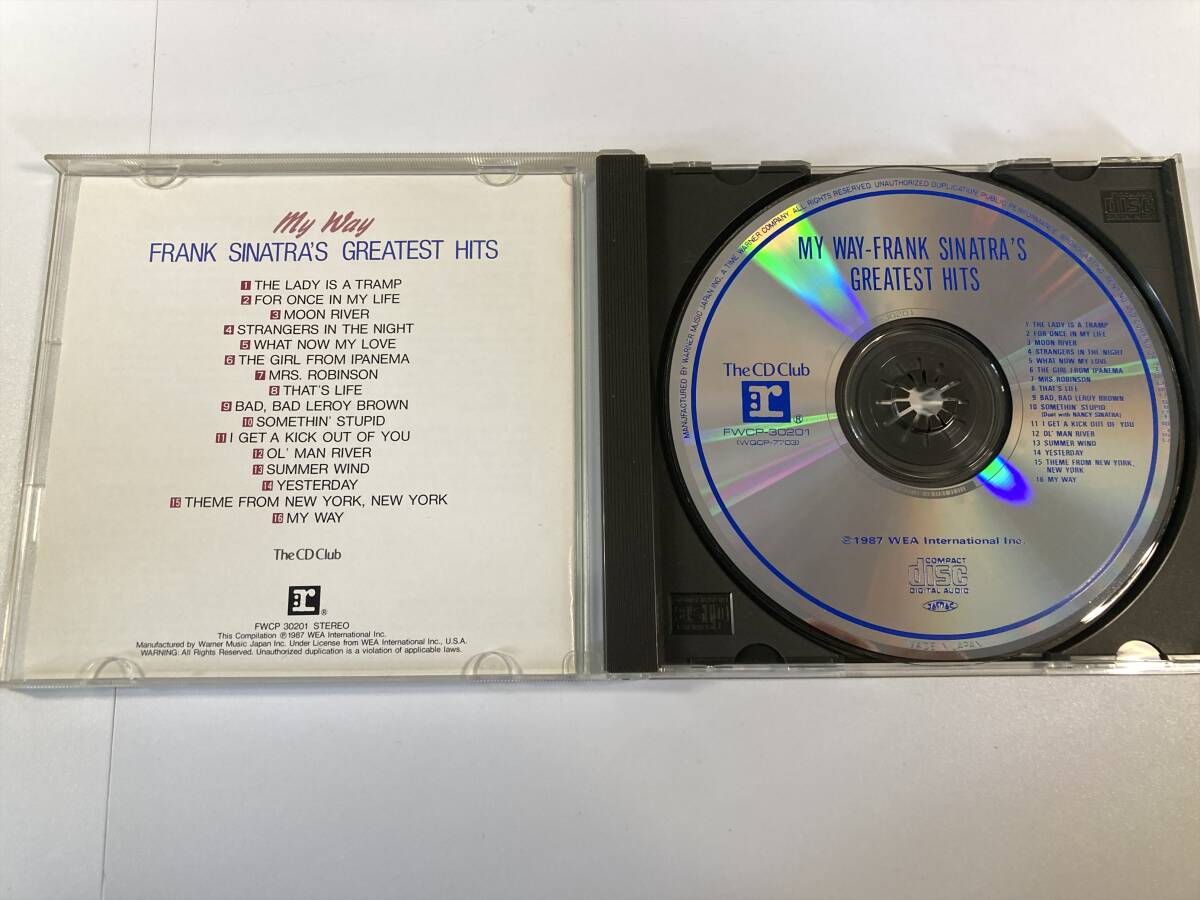 My Way
FRANK SINATRA'S GREATEST HITS
1 THE LADY IS A TRAMP
2 FOR ONCE IN MY LIFE
3 MOON RIVER
4 STRANGERS IN THE NIGHT
5 WHAT NOW MY LOVE
6 THE GIRL FROM IPANEMA
7 MRS. ROBINSON
8 THAT'S LIFE
9 BAD, BAD LEROY BROWN
10 SOMETHIN' STUPID
11 I GET A KICK OUT OF YOU
12 OL' MAN RIVER
13 SUMMER WIND
14 YESTERDAY
15 THEME FROM NEW YORK, NEW YORK
16 MY WAY
The CD Club
r ®
FWCP 30201 STEREO
This Compilation ℗1987 WEA International Inc.
Manufactured by Warner Music Japan Inc. Under License from WEA International Inc., U.S.A.
WARNING: All Rights Reserved. Unauthorized duplication is a violation of applicable laws.
MANUFACTURED BY WARNER MUSIC JAPAN INC. A TIME WARNER COMPANY. ALL RIGHTS RESERVED. UNAUTHORIZED DUPLICATION, PUBLIC PERFORMANCE, BROADCASTING
MY WAY-FRANK SINATRA'S
GREATEST HITS
The CD Club
r ®
FWCP-30201
(WQCP-7703)
1 THE LADY IS A TRAMP
2 FOR ONCE IN MY LIFE
3 MOON RIVER
4 STRANGERS IN THE NIGHT
5 WHAT NOW MY LOVE
6 THE GIRL FROM IPANEMA
7 MRS. ROBINSON
8 THAT'S LIFE
9 BAD, BAD LEROY BROWN
10 SOMETHIN' STUPID
(Duet with NANCY SINATRA)
11 I GET A KICK OUT OF YOU
12 OL' MAN RIVER
13 SUMMER WIND
14 YESTERDAY
15 THEME FROM NEW YORK,
NEW YORK
16 MY WAY
℗1987 WEA International Inc.
COMPACT
disc
DIGITAL AUDIO
JASRAC
MADE IN JAPAN
disc